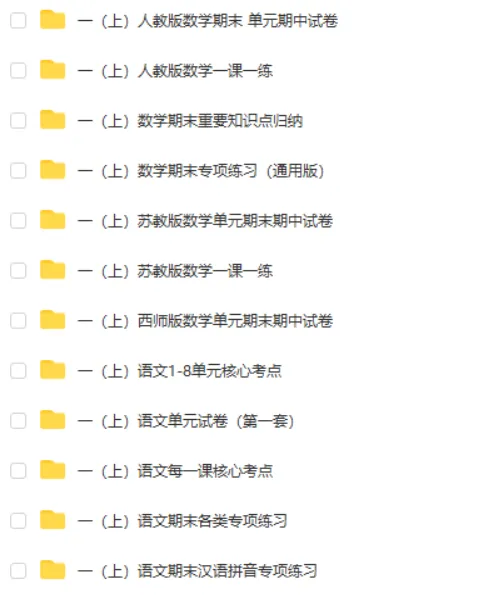 一（上）人教版数学期末 单元期中试卷
一（上）人教版数学一课一练
一（上）数学期末重要知识点归纳
一（上）数学期末专项练习（通用版）
一（上）苏教版数学单元期末期中试卷
一（上）苏教版数学一课一练
一（上）西师版数学单元期末期中试卷
一（上）语文1-8单元核心考点
一（上）语文单元试卷（第一套）
一（上）语文每一课核心考点
一（上）语文期末各类专项练习
一（上）语文期末汉语拼音专项练习